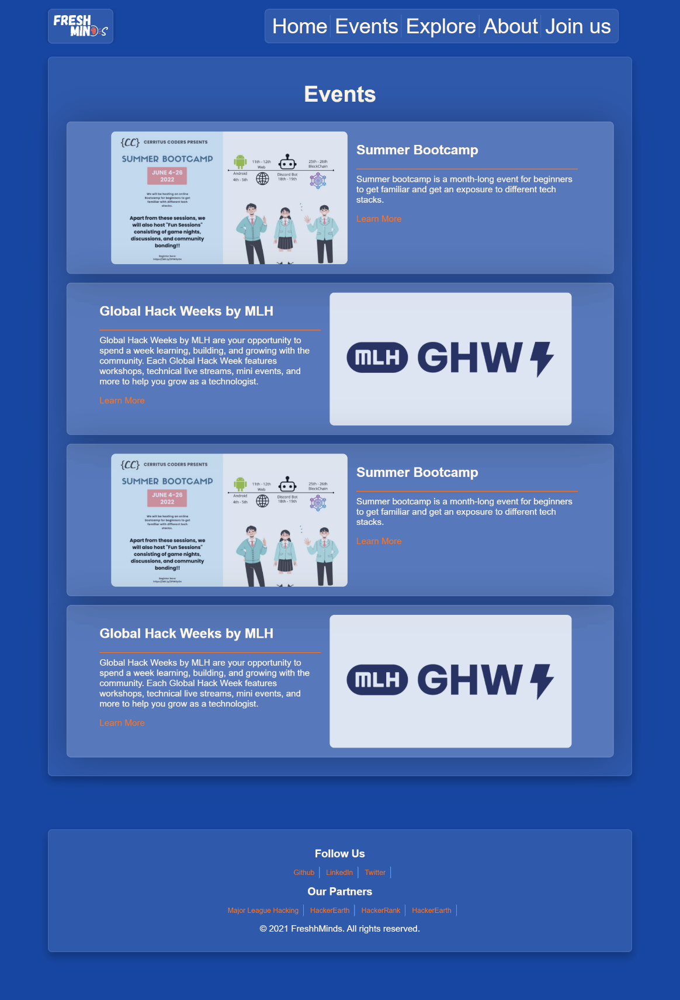 FRESH
MINDS
Home Events Explore About Join us
Events
{CC} CERRITUS CODERS PRSENTS
SUMMER BOOTCAMP
JUNE 4-26
2022
We will be hosting an online
Bootcamp for beginners to get
familiar with different tech
stacks.
Apart from these sessions, we
will also host "Fun Sessions"
consisting of game nights,
discussions, and community
bonding!!
Register here:
11th - 12th
Web
25th - 26th
BlockChain
Android
4th - 5th
Discord Bot
18th - 19th
Summer Bootcamp
Summer bootcamp is a month-long event for beginners
to get familiar and get an exposure to different tech
stacks.
Learn More
Global Hack Weeks by MLH
Global Hack Weeks by MLH are your opportunity to
spend a week learning, building, and growing with the
community. Each Global Hack Week features
workshops, technical live streams, mini events, and
more to help you grow as a technologist.
Learn More
MLH GHW
{CC} CERRITUS CODERS PRSENTS
SUMMER BOOTCAMP
JUNE 4-26
2022
We will be hosting an online
Bootcamp for beginners to get
familiar with different tech
stacks.
Apart from these sessions, we
will also host "Fun Sessions"
consisting of game nights,
discussions, and community
bonding!!
Register here:
11th - 12th
Web
25th - 26th
BlockChain
Android
4th - 5th
Discord Bot
18th - 19th
Summer Bootcamp
Summer bootcamp is a month-long event for beginners
to get familiar and get an exposure to different tech
stacks.
Learn More
Global Hack Weeks by MLH
Global Hack Weeks by MLH are your opportunity to
spend a week learning, building, and growing with the
community. Each Global Hack Week features
workshops, technical live streams, mini events, and
more to help you grow as a technologist.
Learn More
MLH GHW
Follow Us
Github LinkedIn Twitter
Our Partners
Major League Hacking HackerEarth HackerRank HackerEarth
© 2021 FreshhMinds. All rights reserved.